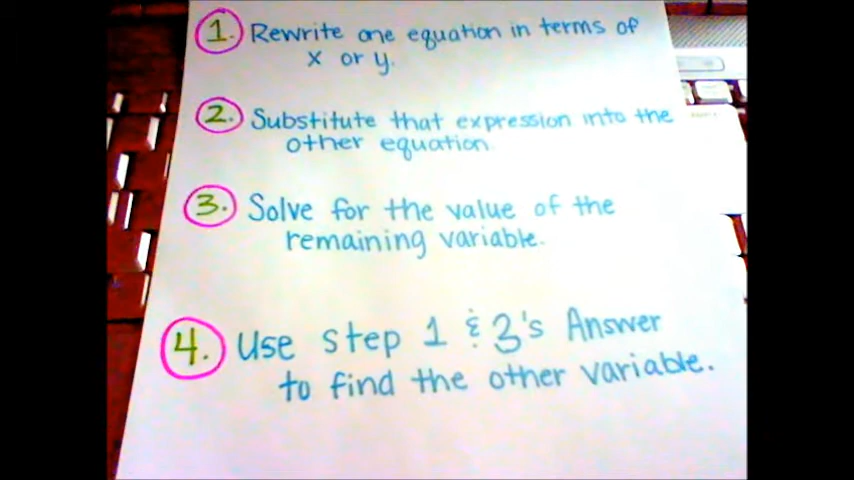 1. Rewrite one equation in terms of
x or y.
2. Substitute that expression into the
other equation.
3. Solve for the value of the
remaining variable.
4. Use step 1 & 3's Answer
to find the other variable.